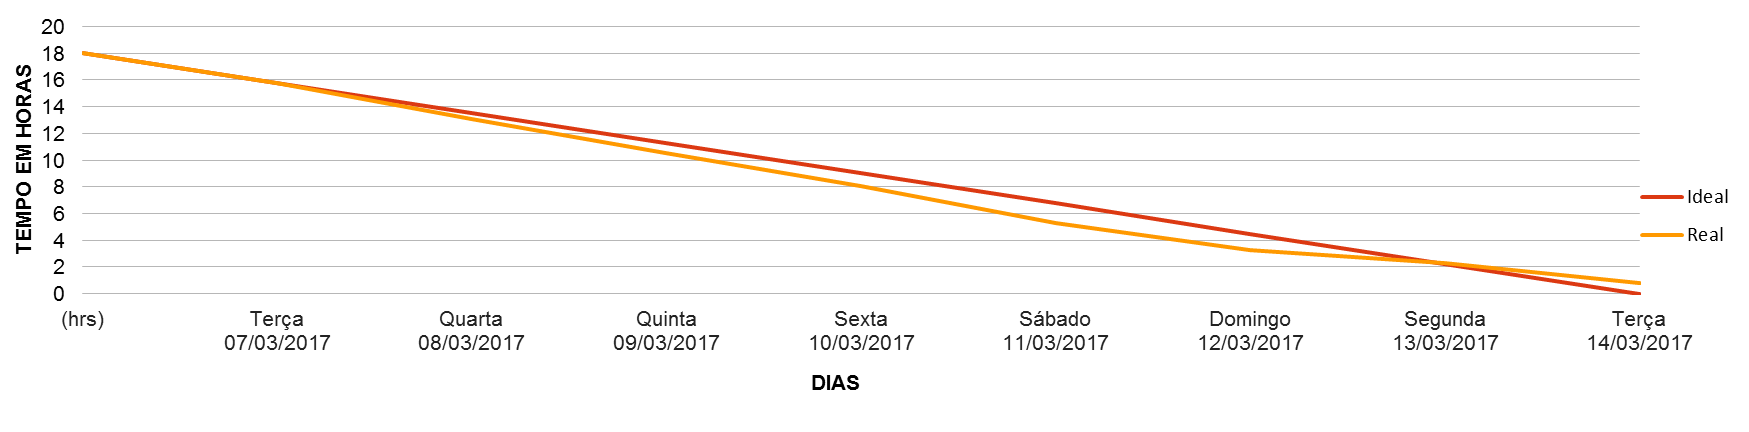 20
18
16
14
12
10
8
6
4
2
0
TEMPO EM HORAS
(hrs)
Terça
07/03/2017
Quarta
08/03/2017
Quinta
09/03/2017
Sexta
10/03/2017
Sábado
11/03/2017
Domingo
12/03/2017
Segunda
13/03/2017
Terça
14/03/2017
DIAS
Ideal
Real